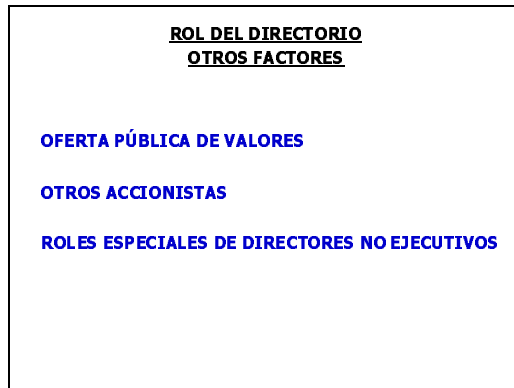 ROL DEL DIRECTORIO
OTROS FACTORES
OFERTA PÚBLICA DE VALORES
OTROS ACCIONISTAS
ROLES ESPECIALES DE DIRECTORES NO EJECUTIVOS